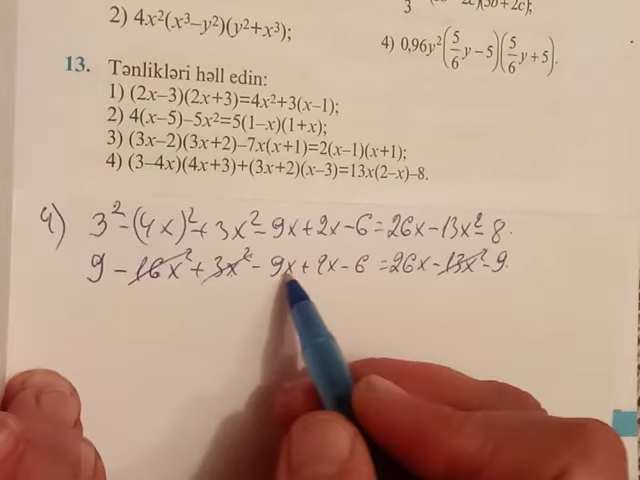 2) 4x²(x³–y²)(y²+x³);
4) 0,96y²(5/6 y – 5)(5/6 y + 5).
13. Tənlikləri həll edin:
1) (2x–3)(2x+3)=4x²+3(x–1);
2) 4(x–5)–5x²=5(1–x)(1+x);
3) (3x–2)(3x+2)–7x(x+1)=2(x–1)(x+1);
4) (3–4x)(4x+3)+(3x+2)(x–3)=13x(2–x)–8.
4) 3²–(4x)²+3x²–9x+2x–6=26x–13x²–8.
9–16x²+3x²–9x+2x–6=26x–13x²–9.